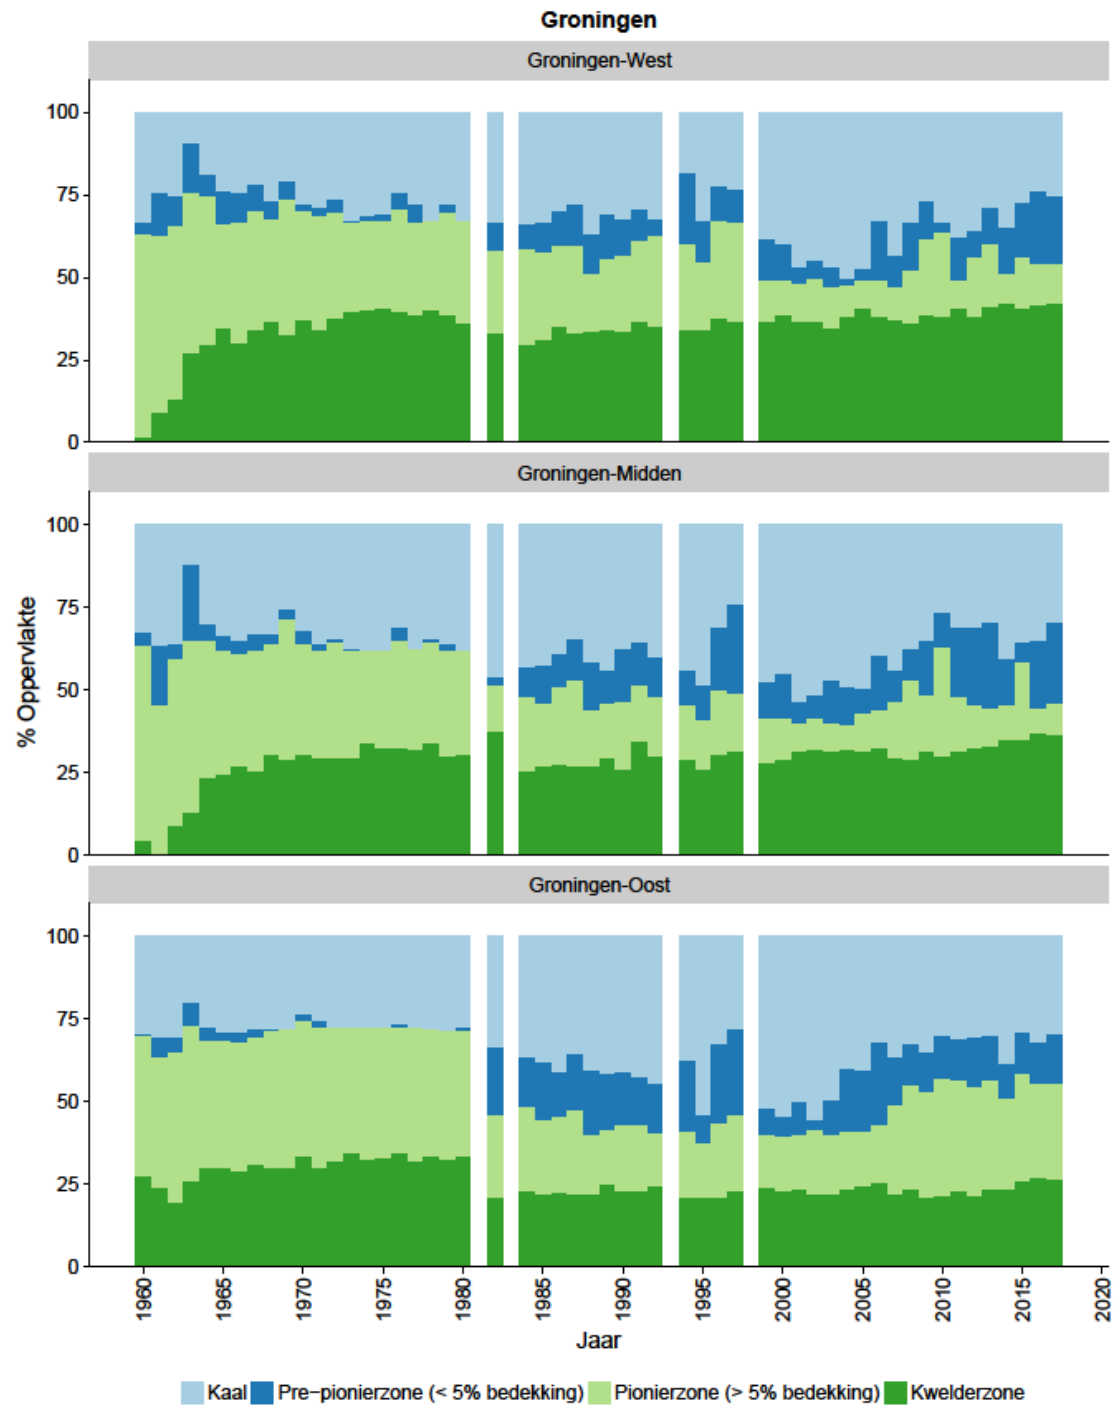 Groningen
Groningen-West
100
75
50
25
0
Groningen-Midden
100
75
50
25
0
% Oppervlakte
Groningen-Oost
100
75
50
25
0
1960 1965 1970 1975 1980 1985 1990 1995 2000 2005 2010 2015 2020
Jaar
Kaal Pre−pionierzone (< 5% bedekking) Pionierzone (> 5% bedekking) Kwelderzone